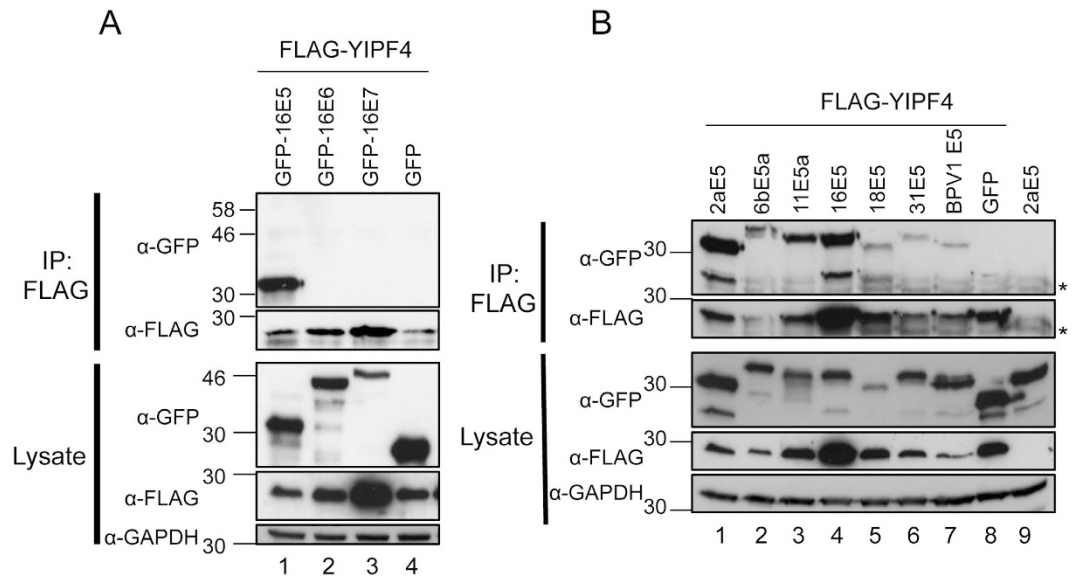 A
FLAG-YIPF4
GFP-16E5
GFP-16E6
GFP-16E7
GFP
IP:
FLAG
α-GFP
58
46
30
α-FLAG
30
Lysate
α-GFP
46
30
α-FLAG
30
α-GAPDH
30
1 2 3 4
B
FLAG-YIPF4
2aE5
6bE5a
11E5a
16E5
18E5
31E5
BPV1 E5
GFP
2aE5
IP:
FLAG
α-GFP
30
*
α-FLAG
30
*
Lysate
α-GFP
30
α-FLAG
30
α-GAPDH
30
1 2 3 4 5 6 7 8 9